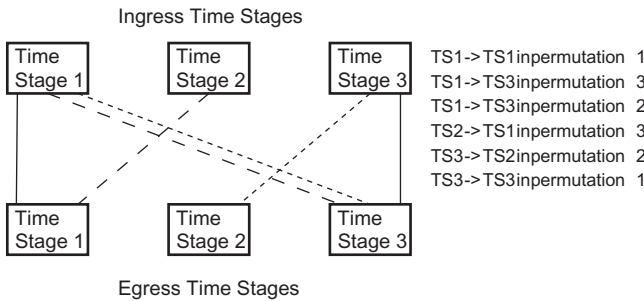 Ingress Time Stages
Time
Stage 1
Time
Stage 2
Time
Stage 3
TS1->TS1inpermutation 1
TS1->TS3inpermutation 3
TS1->TS3inpermutation 2
TS2->TS1inpermutation 3
TS3->TS2inpermutation 2
TS3->TS3inpermutation 1
Time
Stage 1
Time
Stage 2
Time
Stage 3
Egress Time Stages